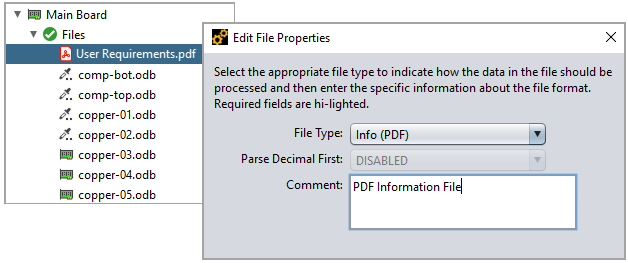 Main Board
Files
User Requirements.pdf
comp-bot.odb
comp-top.odb
copper-01.odb
copper-02.odb
copper-03.odb
copper-04.odb
copper-05.odb
Edit File Properties
Select the appropriate file type to indicate how the data in the file should be
processed and then enter the specific information about the file format.
Required fields are hi-lighted.
File Type: Info (PDF)
Parse Decimal First: DISABLED
Comment: PDF Information File